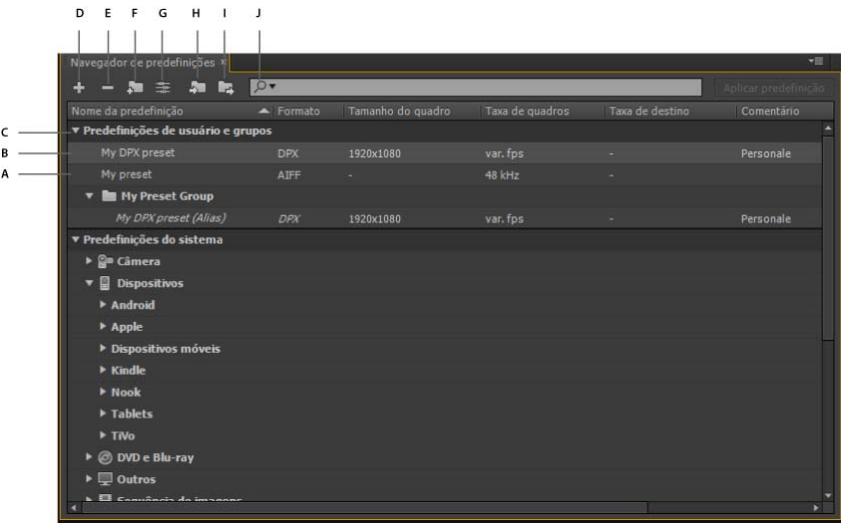 D E F G H I J
Navegador de predefinições
Aplicar predefinição
Nome da predefinição Formato Tamanho do quadro Taxa de quadros Taxa de destino Comentário
C Predefinições de usuário e grupos
B My DPX preset DPX 1920x1080 var. fps - Personale
A My preset AIFF - 48 kHz -
My Preset Group
My DPX preset (Alias) DPX 1920x1080 var. fps - Personale
Predefinições do sistema
Câmera
Dispositivos
Android
Apple
Dispositivos móveis
Kindle
Nook
Tablets
TiVo
DVD e Blu-ray
Outros
Sequência de imagens